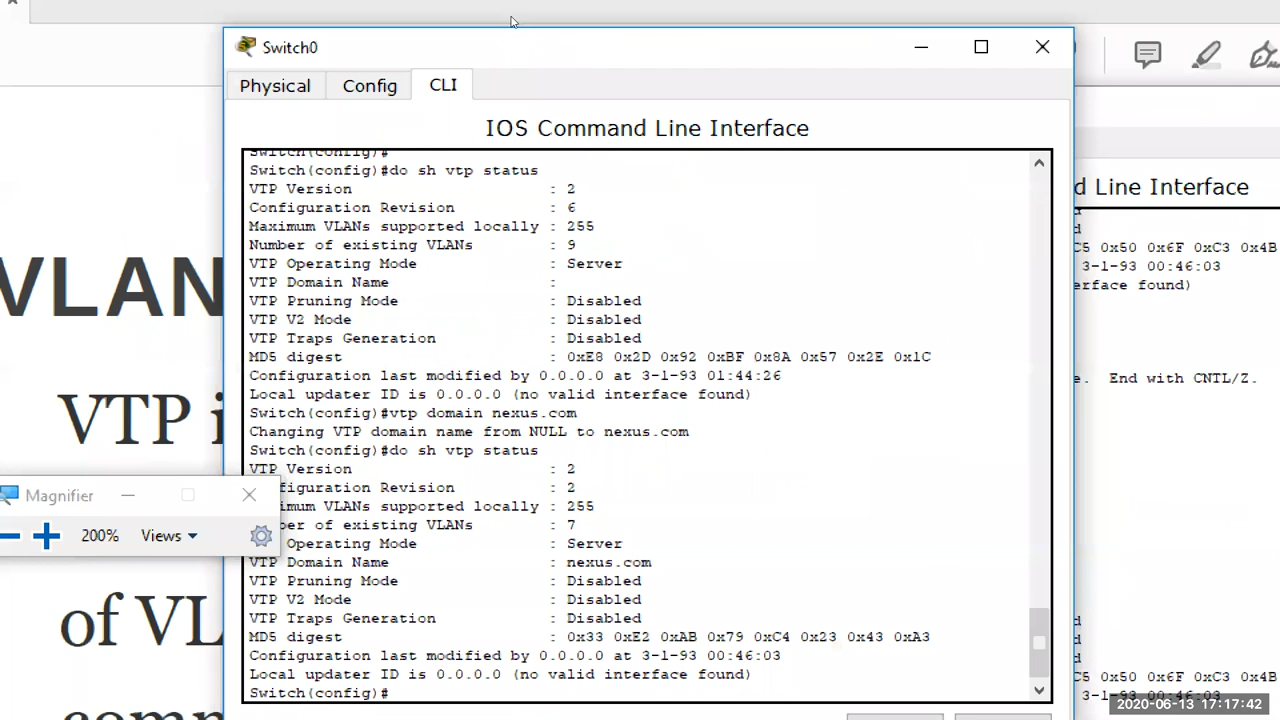 Switch0
Physical
Config
CLI
IOS Command Line Interface
Switch(config)#
Switch(config)#do sh vtp status
VTP Version : 2
Configuration Revision : 6
Maximum VLANs supported locally : 255
Number of existing VLANs : 9
VTP Operating Mode : Server
VTP Domain Name :
VTP Pruning Mode : Disabled
VTP V2 Mode : Disabled
VTP Traps Generation : Disabled
MD5 digest : 0xE8 0x2D 0x92 0xBF 0x8A 0x57 0x2E 0x1C
Configuration last modified by 0.0.0.0 at 3-1-93 01:44:26
Local updater ID is 0.0.0.0 (no valid interface found)
Switch(config)#vtp domain nexus.com
Changing VTP domain name from NULL to nexus.com
Switch(config)#do sh vtp status
VTP Version : 2
figuration Revision : 2
imum VLANs supported locally : 255
ber of existing VLANs : 7
Operating Mode : Server
VTP Domain Name : nexus.com
VTP Pruning Mode : Disabled
VTP V2 Mode : Disabled
VTP Traps Generation : Disabled
MD5 digest : 0x33 0xE2 0xAB 0x79 0xC4 0x23 0x43 0xA3
Configuration last modified by 0.0.0.0 at 3-1-93 00:46:03
Local updater ID is 0.0.0.0 (no valid interface found)
Switch(config)#
VLAN
VTP i
of VL
Magnifier
200%
Views
d Line Interface
d
C5 0x50 0x6F 0xC3 0x4B
3-1-93 00:46:03
erface found)
e. End with CNTL/Z.
d
d
d
C5 0x50 0x6F 0xC3 0x4B
3-1-93 00:46:03
2020-06-13 17:17:42